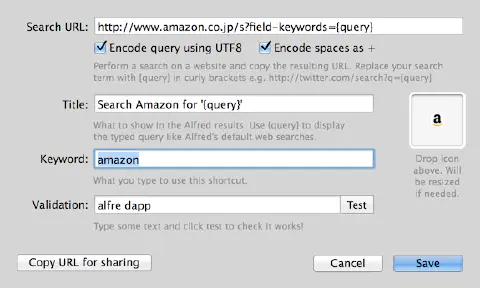 Search URL: http://www.amazon.co.jp/s?field-keywords={query}
Encode query using UTF8 Encode spaces as +
Perform a search on a website and copy the resulting URL. Replace your search
term with {query} in curly brackets e.g. http://twitter.com/search?q={query}
Title: Search Amazon for '{query}'
What to show in the Alfred results. Use {query} to display
the typed query like Alfred's default web searches.
a
Drop icon
above. Will
be resized
if needed.
Keyword: amazon
What you type to use this shortcut.
Validation: alfre dapp Test
Type some text and click test to check it works!
Copy URL for sharing Cancel Save